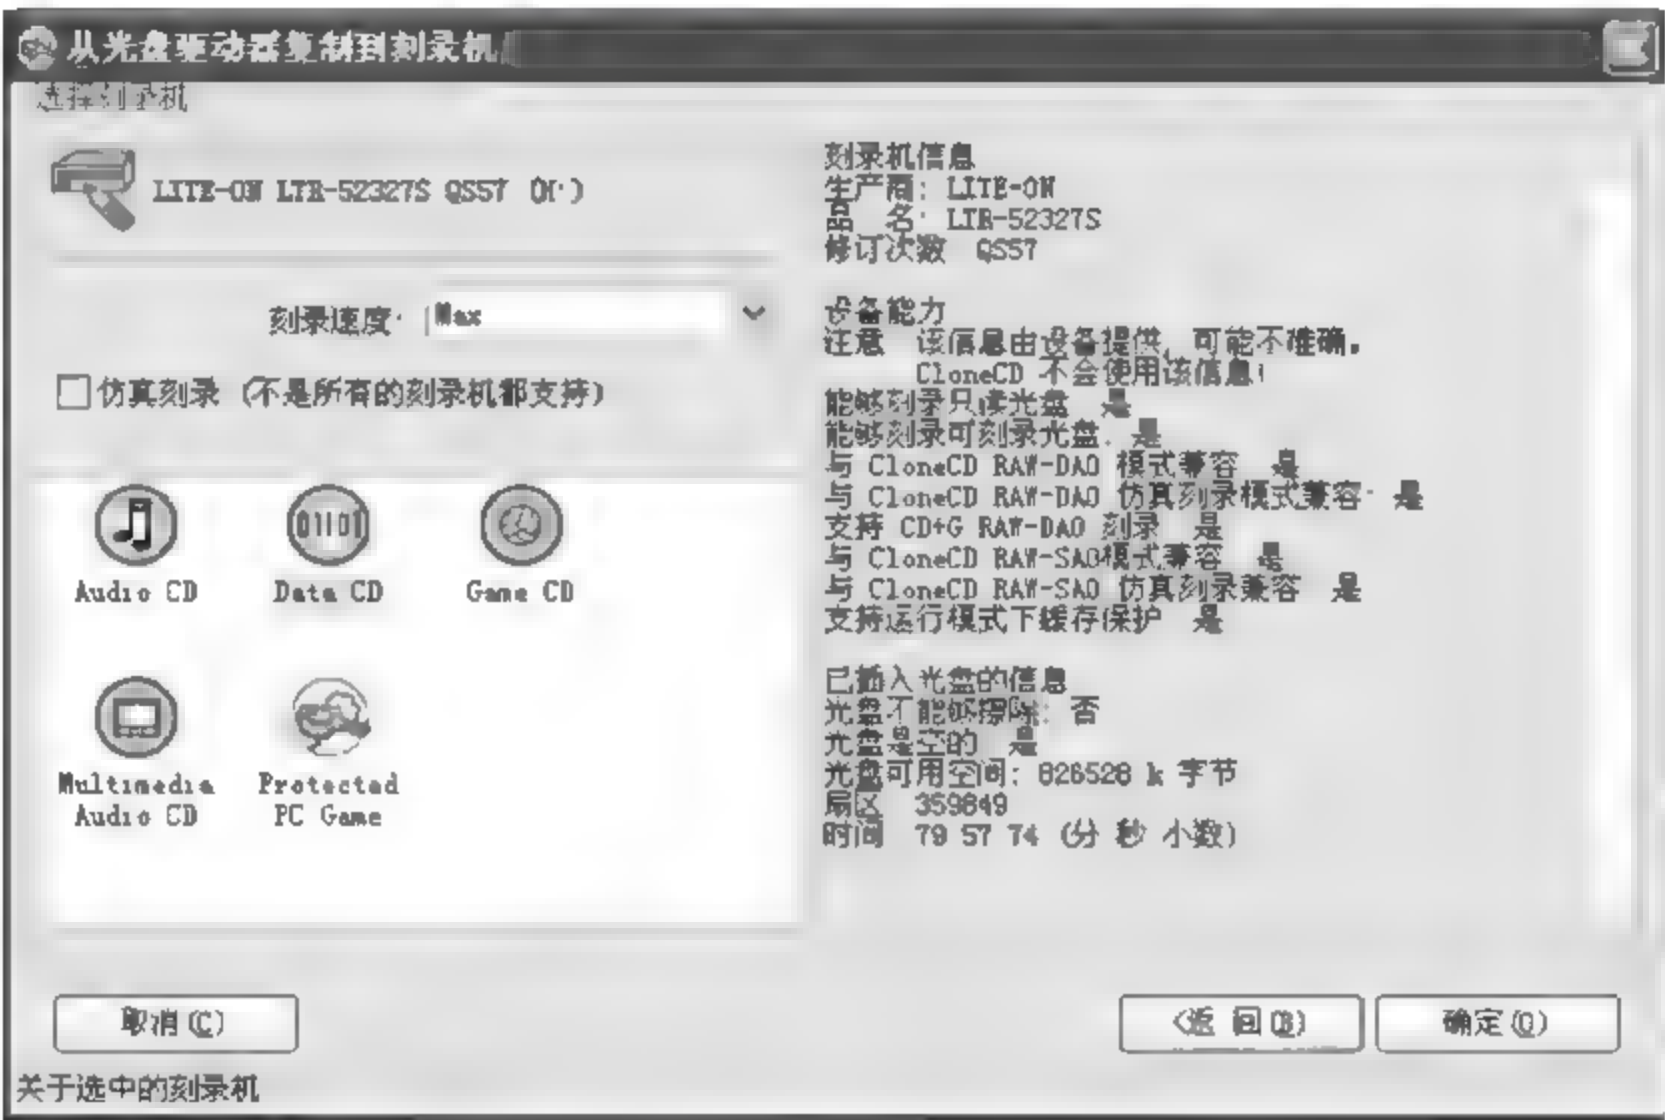 从光盘驱动器复制到刻录机
选择刻录机
LITE-ON LTR-52327S QS57
刻录速度: Max
仿真刻录 (不是所有的刻录机都支持)
Audio CD
Data CD
Game CD
Multimedia
Audio CD
Protected
PC Game
刻录机信息
生产商: LITE-ON
品 名: LTR-52327S
修订次数 QS57
设备能力
注意 该信息由设备提供, 可能不准确。
CloneCD 不会使用该信息!
能够刻录只读光盘 是
能够刻录可刻录光盘: 是
与 CloneCD RAW-DAO 模式兼容 是
与 CloneCD RAW-DAO 仿真刻录模式兼容: 是
支持 CD+G RAW-DAO 刻录 是
与 CloneCD RAW-SAO模式兼容 是
与 CloneCD RAW-SAO 仿真刻录兼容 是
支持运行模式下缓存保护 是
已插入光盘的信息
光盘不能够擦除: 否
光盘是空的 是
光盘可用空间: 826528 k 字节
扇区 359849
时间 79 57 74 (分 秒 小数)
取消(C)
<返 回(B)
确定(O)
关于选中的刻录机